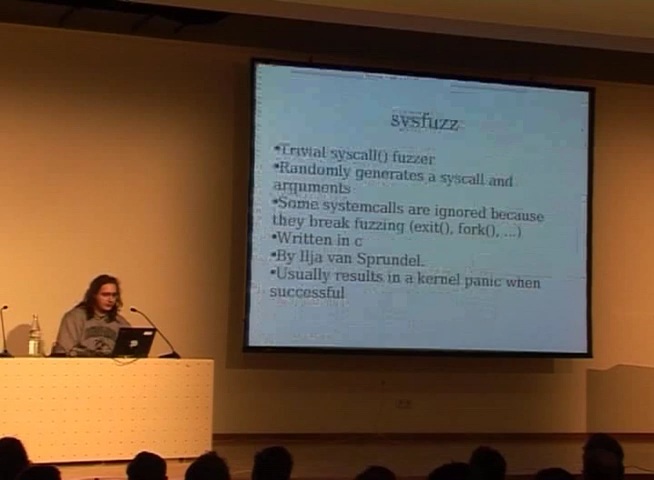 sysfuzz
•Trivial syscall() fuzzer
•Randomly generates a syscall and
arguments
•Some systemcalls are ignored because
they break fuzzing (exit(), fork(), ...)
•Written in c
•By Ilja van Sprundel.
•Usually results in a kernel panic when
successful